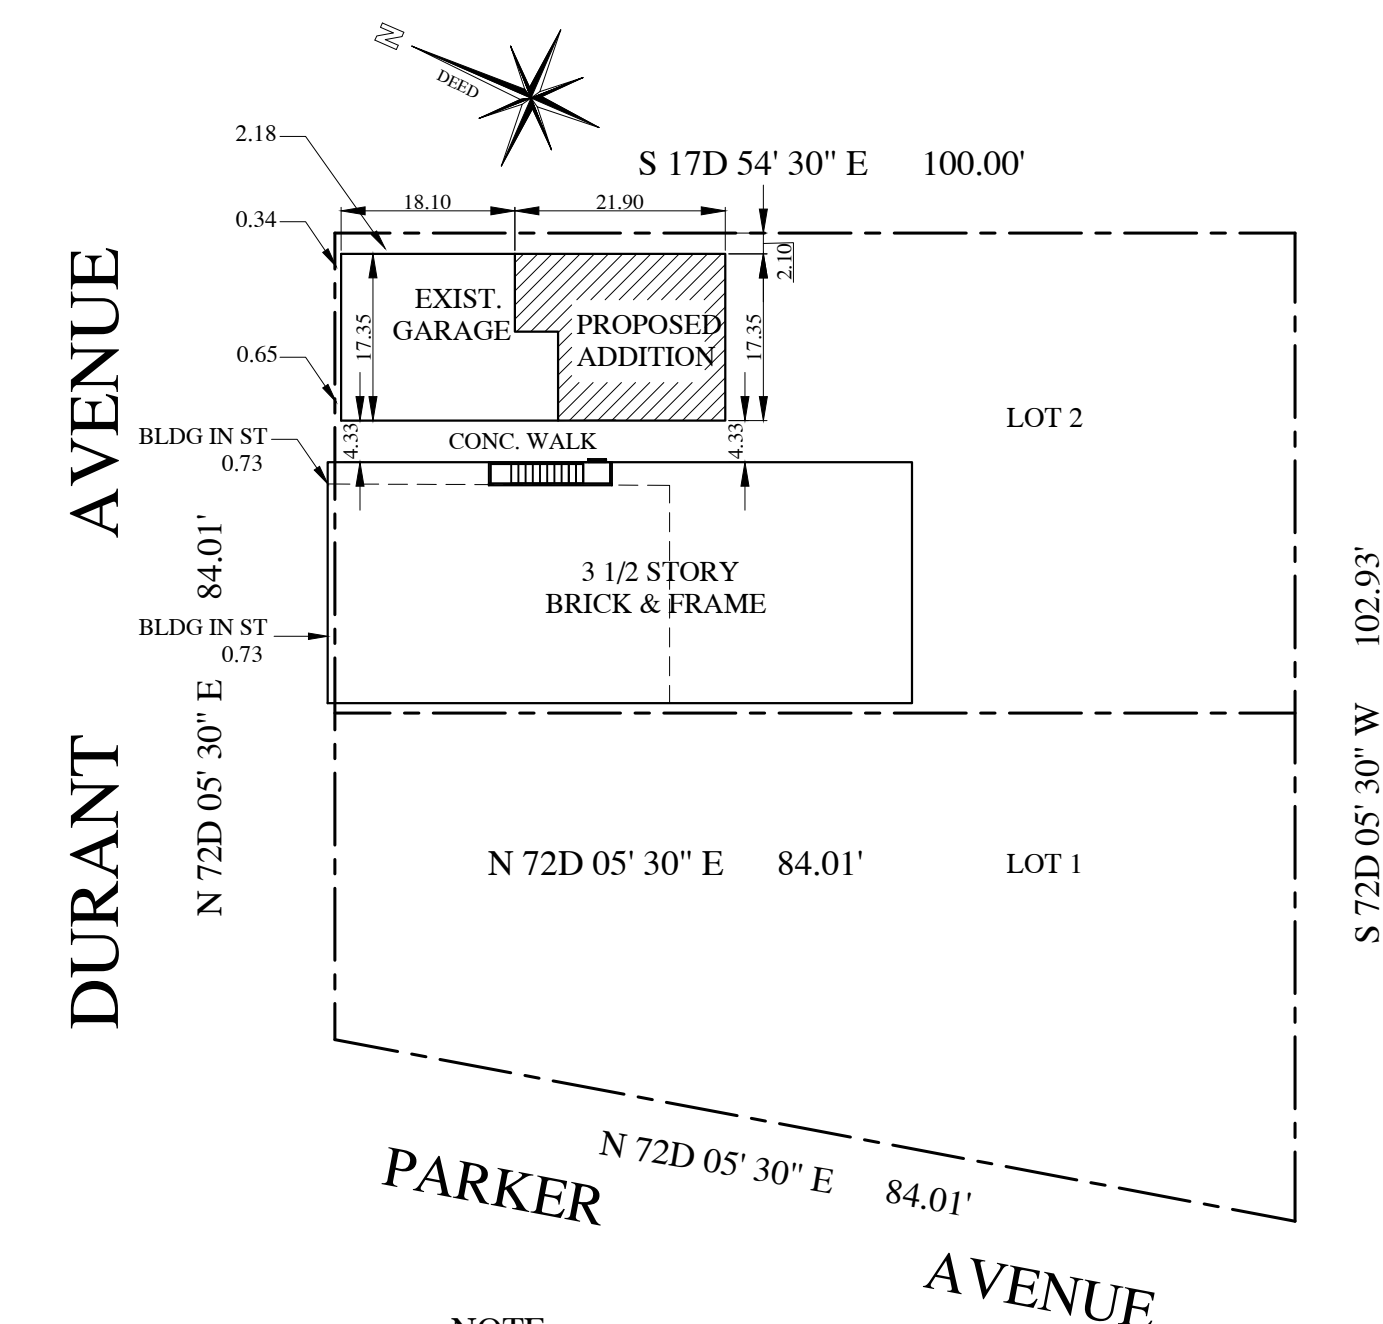 N
DEED
2.18
S 17D 54' 30" E 100.00'
18.10
21.90
0.34
2.10
EXIST.
GARAGE
PROPOSED
ADDITION
17.35
17.35
0.65
LOT 2
BLDG IN ST
0.73
4.33
CONC. WALK
4.33
DURANT AVENUE
N 72D 05' 30" E 84.01'
3 1/2 STORY
BRICK & FRAME
BLDG IN ST
0.73
S 72D 05' 30" W 102.93'
N 72D 05' 30" E 84.01'
LOT 1
N 72D 05' 30" E 84.01'
PARKER AVENUE
NOTE